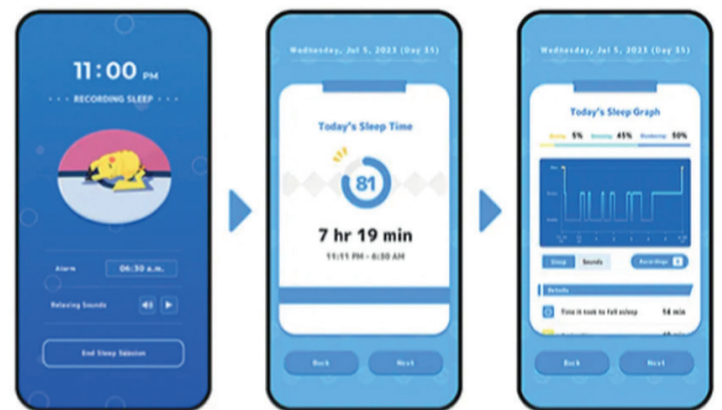 11:00 PM
RECORDING SLEEP
Alarm
06:30 a.m.
Relaxing Sounds
End Sleep Session
Wednesday, Jul 5, 2023 (Day 35)
Today's Sleep Time
81
7 hr 19 min
11:11 PM - 6:30 AM
Back
Next
Wednesday, Jul 5, 2023 (Day 35)
Today's Sleep Graph
5%
45%
50%
Sleep
Sounds
Recordings
Details
Time it took to fall asleep
14 min
Back
Next